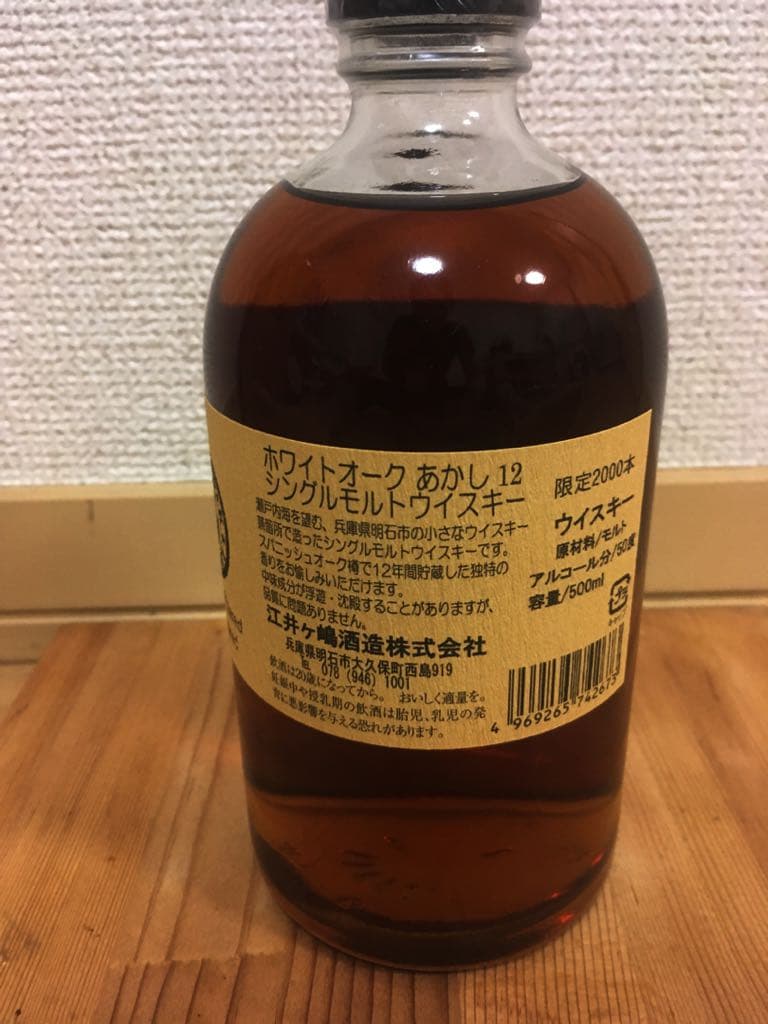 ホワイトオーク あかし 12
シングルモルトウイスキー
瀬戸内海を望む、兵庫県明石市の小さなウイスキー
蒸留所で造ったシングルモルトウイスキーです。
スパニッシュオーク樽で12年間貯蔵した独特の
香りをお愉しみいただけます。
中味成分が浮遊・沈殿することがありますが、
品質に問題ありません。
江井ヶ嶋酒造株式会社
兵庫県明石市大久保町西島919
℡ 078 (946) 1001
飲酒は20歳になってから。 おいしく適量を。
妊娠中や授乳期の飲酒は胎児、乳児の発
育に悪影響を与える恐れがあります。
限定2000本
ウイスキー
原材料/モルト
アルコール分/50度
容量/500ml
プラ
キャップ
4 969265 742673